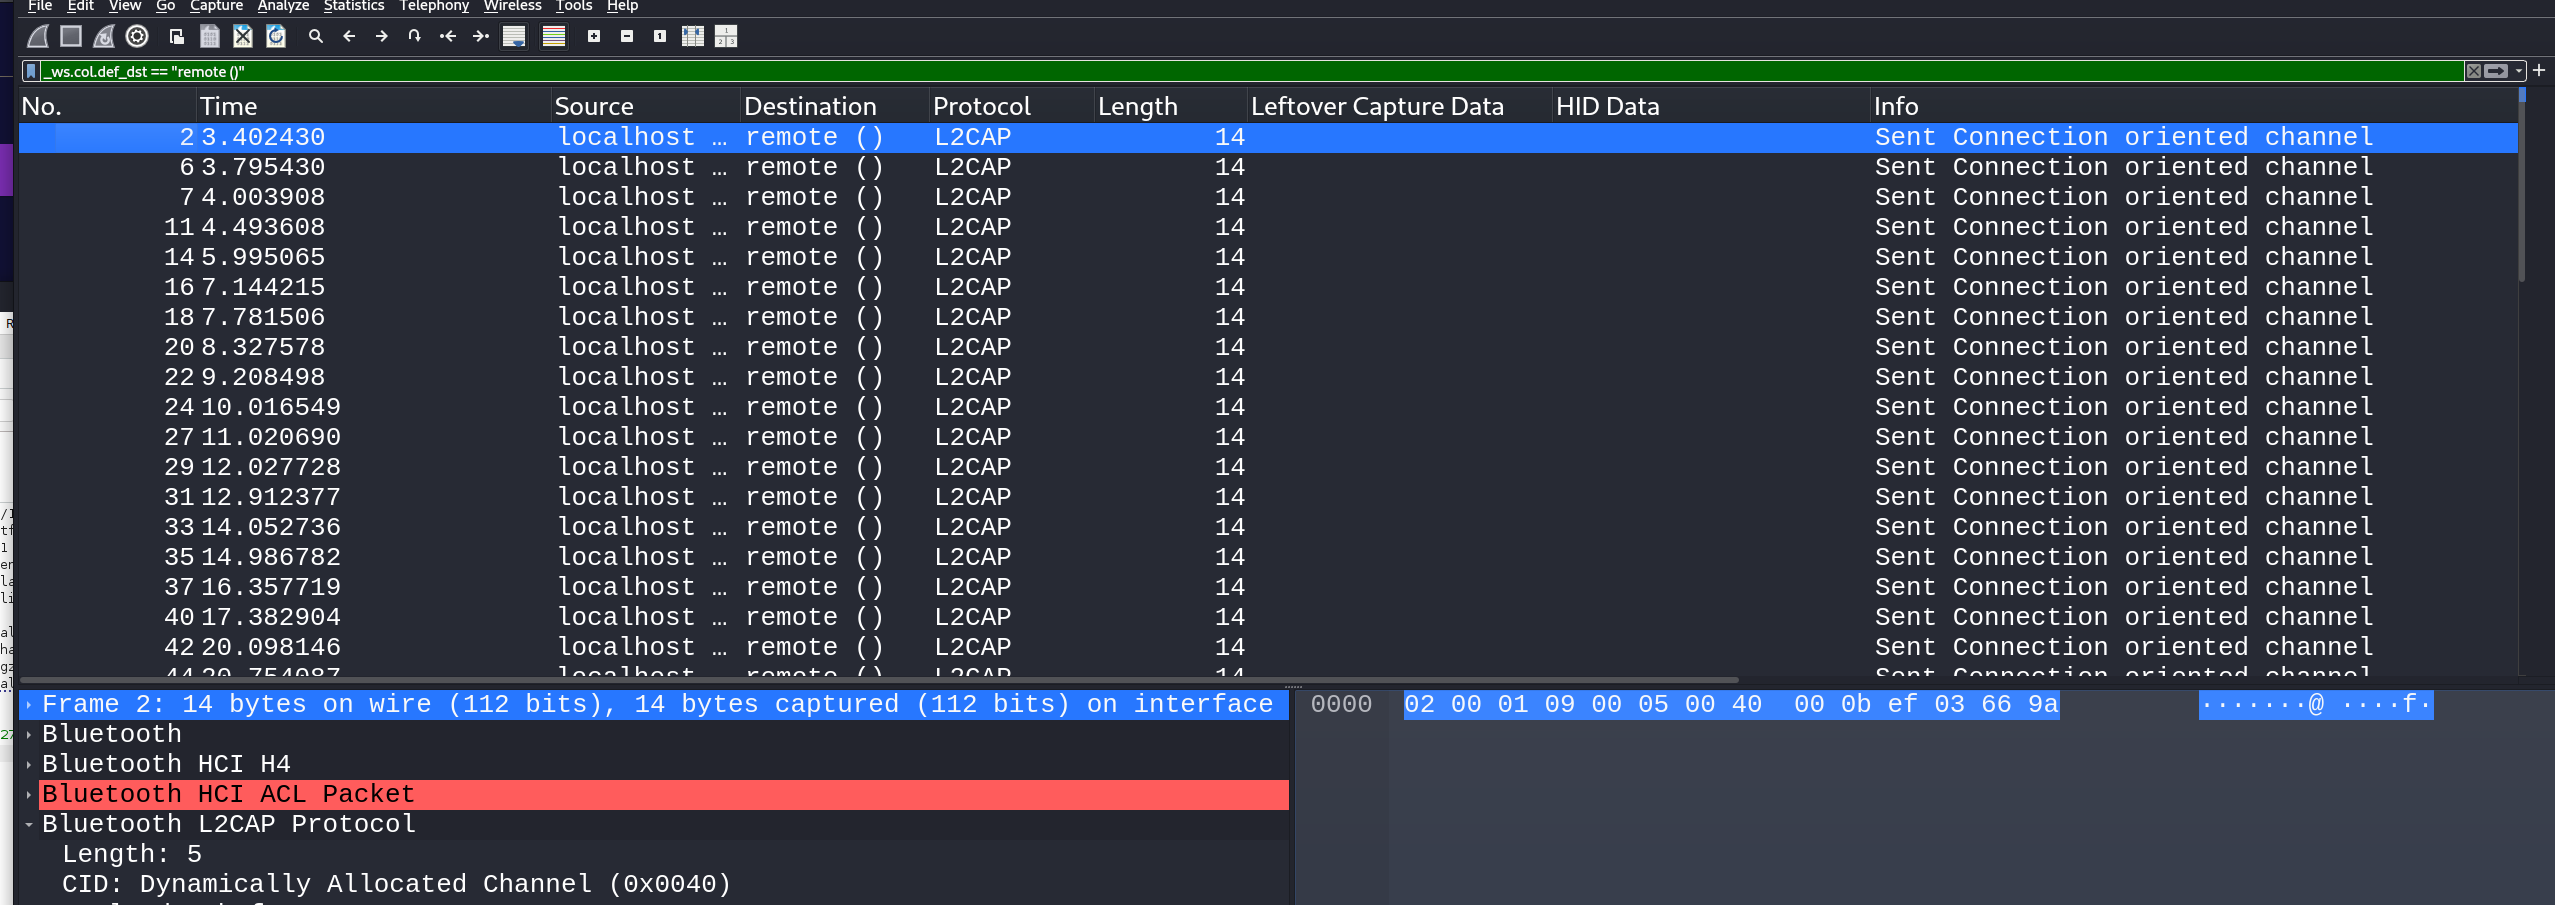 File Edit View Go Capture Analyze Statistics Telephony Wireless Tools Help
_ws.col.def_dst == "remote ()"
No. Time Source Destination Protocol Length Leftover Capture Data HID Data Info
2 3.402430 localhost … remote () L2CAP 14 Sent Connection oriented channel
6 3.795430 localhost … remote () L2CAP 14 Sent Connection oriented channel
7 4.003908 localhost … remote () L2CAP 14 Sent Connection oriented channel
11 4.493608 localhost … remote () L2CAP 14 Sent Connection oriented channel
14 5.995065 localhost … remote () L2CAP 14 Sent Connection oriented channel
16 7.144215 localhost … remote () L2CAP 14 Sent Connection oriented channel
18 7.781506 localhost … remote () L2CAP 14 Sent Connection oriented channel
20 8.327578 localhost … remote () L2CAP 14 Sent Connection oriented channel
22 9.208498 localhost … remote () L2CAP 14 Sent Connection oriented channel
24 10.016549 localhost … remote () L2CAP 14 Sent Connection oriented channel
27 11.020690 localhost … remote () L2CAP 14 Sent Connection oriented channel
29 12.027728 localhost … remote () L2CAP 14 Sent Connection oriented channel
31 12.912377 localhost … remote () L2CAP 14 Sent Connection oriented channel
33 14.052736 localhost … remote () L2CAP 14 Sent Connection oriented channel
35 14.986782 localhost … remote () L2CAP 14 Sent Connection oriented channel
37 16.357719 localhost … remote () L2CAP 14 Sent Connection oriented channel
40 17.382904 localhost … remote () L2CAP 14 Sent Connection oriented channel
42 20.098146 localhost … remote () L2CAP 14 Sent Connection oriented channel
44 20.754087 localhost … remote () L2CAP 14 Sent Connection oriented channel
Frame 2: 14 bytes on wire (112 bits), 14 bytes captured (112 bits) on interface
Bluetooth
Bluetooth HCI H4
Bluetooth HCI ACL Packet
Bluetooth L2CAP Protocol
Length: 5
CID: Dynamically Allocated Channel (0x0040)
0000 02 00 01 09 00 05 00 40 00 0b ef 03 66 9a ·······@ ····f·